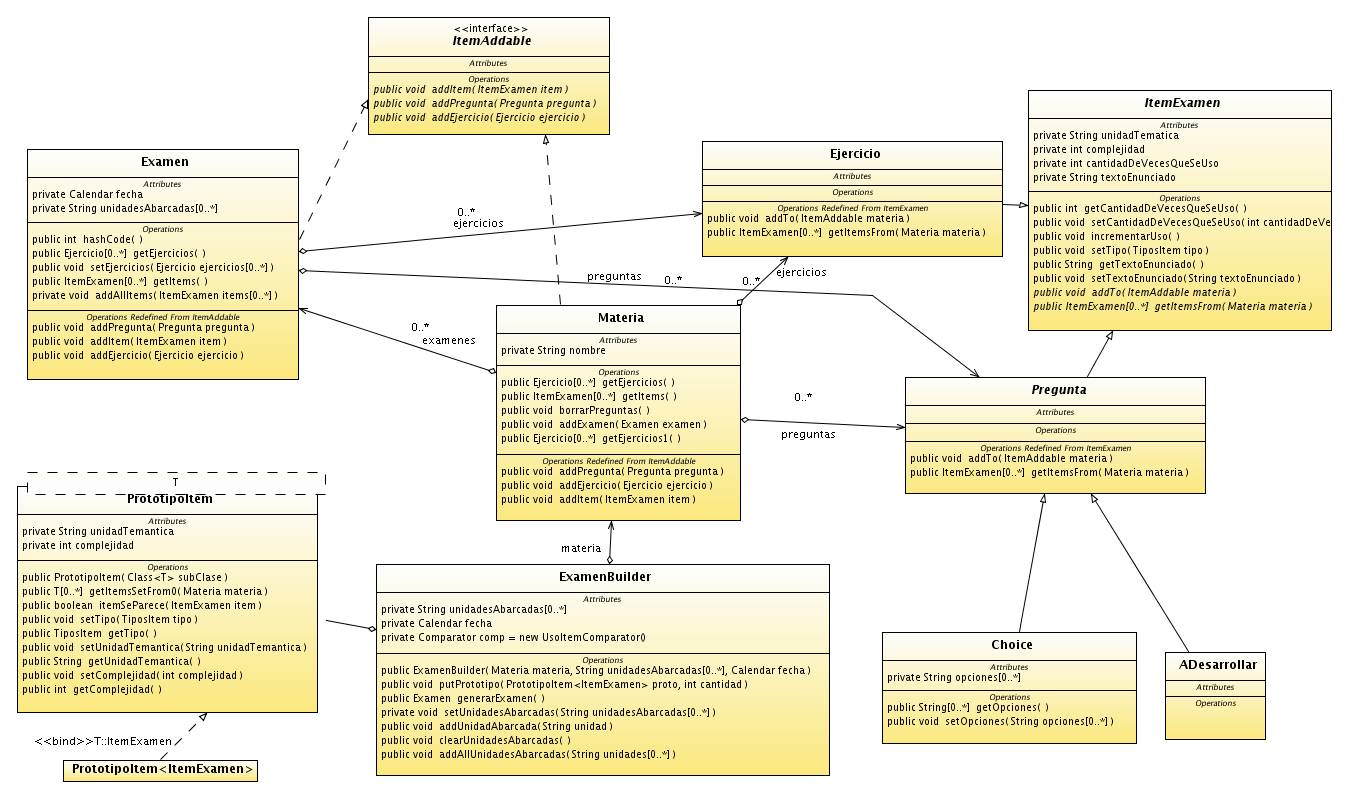 <<interface>>
ItemAddable
Attributes
Operations
public void addItem( ItemExamen item )
public void addPregunta( Pregunta pregunta )
public void addEjercicio( Ejercicio ejercicio )
Examen
Attributes
private Calendar fecha
private String unidadesAbarcadas[0..*]
Operations
public int hashCode( )
public Ejercicio[0..*] getEjercicios( )
public void setEjercicios( Ejercicio ejercicios[0..*] )
public ItemExamen[0..*] getItems( )
private void addAllItems( ItemExamen items[0..*] )
Operations Redefined From ItemAddable
public void addPregunta( Pregunta pregunta )
public void addItem( ItemExamen item )
public void addEjercicio( Ejercicio ejercicio )
0..*
ejercicios
preguntas
0..*
0..*
ejercicios
0..*
examenes
0..*
preguntas
Ejercicio
Attributes
Operations
Operations Redefined From ItemExamen
public void addTo( ItemAddable materia )
public ItemExamen[0..*] getItemsFrom( Materia materia )
ItemExamen
Attributes
private String unidadTematica
private int complejidad
private int cantidadDeVecesQueSeUso
private String textoEnunciado
Operations
public int getCantidadDeVecesQueSeUso( )
public void setCantidadDeVecesQueSeUso( int cantidadDeVe
public void incrementarUso( )
public void setTipo( TiposItem tipo )
public String getTextoEnunciado( )
public void setTextoEnunciado( String textoEnunciado )
public void addTo( ItemAddable materia )
public ItemExamen[0..*] getItemsFrom( Materia materia )
Materia
Attributes
private String nombre
Operations
public Ejercicio[0..*] getEjercicios( )
public ItemExamen[0..*] getItems( )
public void borrarPreguntas( )
public void addExamen( Examen examen )
public Ejercicio[0..*] getEjercicios1( )
Operations Redefined From ItemAddable
public void addPregunta( Pregunta pregunta )
public void addEjercicio( Ejercicio ejercicio )
public void addItem( ItemExamen item )
Pregunta
Attributes
Operations
Operations Redefined From ItemExamen
public void addTo( ItemAddable materia )
public ItemExamen[0..*] getItemsFrom( Materia materia )
T
PrototipoItem
Attributes
private String unidadTemantica
private int complejidad
Operations
public PrototipoItem( Class<T> subClase )
public T[0..*] getItemsSetFrom0( Materia materia )
public boolean itemSeParece( ItemExamen item )
public void setTipo( TiposItem tipo )
public TiposItem getTipo( )
public void setUnidadTemantica( String unidadTemantica )
public String getUnidadTemantica( )
public void setComplejidad( int complejidad )
public int getComplejidad( )
<<bind>>T::ItemExamen
PrototipoItem<ItemExamen>
materia
ExamenBuilder
Attributes
private String unidadesAbarcadas[0..*]
private Calendar fecha
private Comparator comp = new UsoItemComparator()
Operations
public ExamenBuilder( Materia materia, String unidadesAbarcadas[0..*], Calendar fecha )
public void putPrototipo( PrototipoItem<ItemExamen> proto, int cantidad )
public Examen generarExamen( )
private void setUnidadesAbarcadas( String unidadesAbarcadas[0..*] )
public void addUnidadAbarcada( String unidad )
public void clearUnidadesAbarcadas( )
public void addAllUnidadesAbarcadas( String unidades[0..*] )
Choice
Attributes
private String opciones[0..*]
Operations
public String[0..*] getOpciones( )
public void setOpciones( String opciones[0..*] )
ADesarrollar
Attributes
Operations